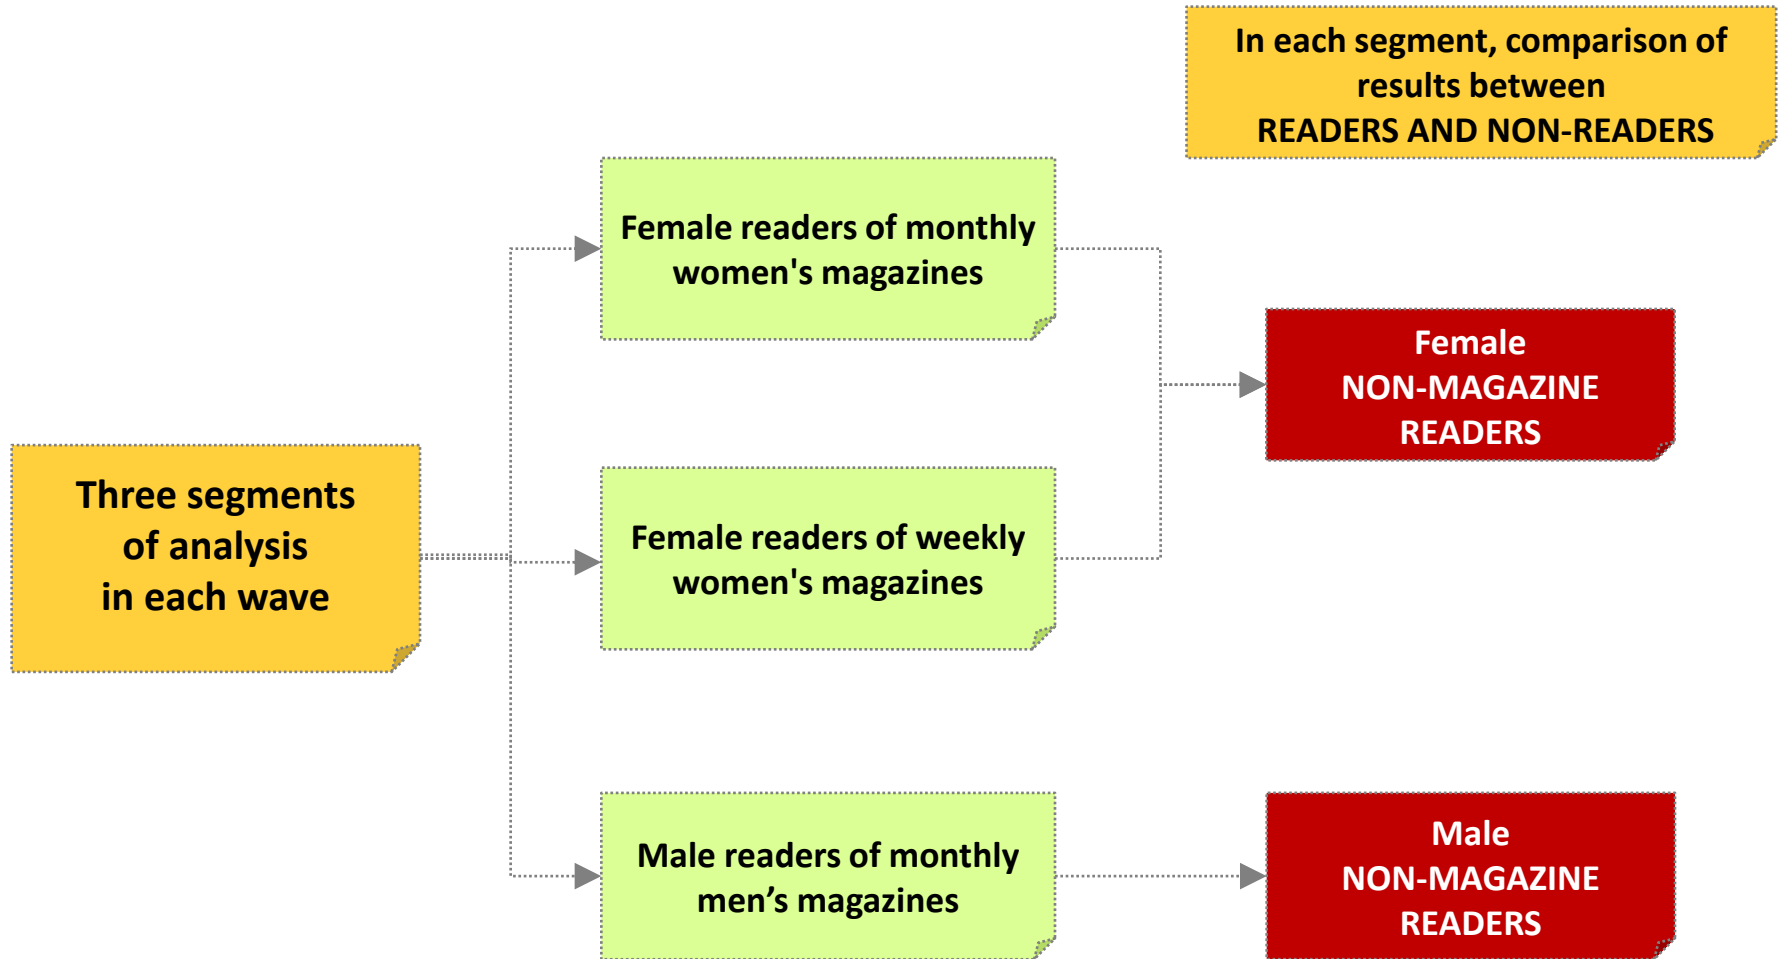 In each segment, comparison of
results between
READERS AND NON-READERS
Female readers of monthly
women's magazines
Female
NON-MAGAZINE
READERS
Three segments
of analysis
in each wave
Female readers of weekly
women's magazines
Male readers of monthly
men’s magazines
Male
NON-MAGAZINE
READERS